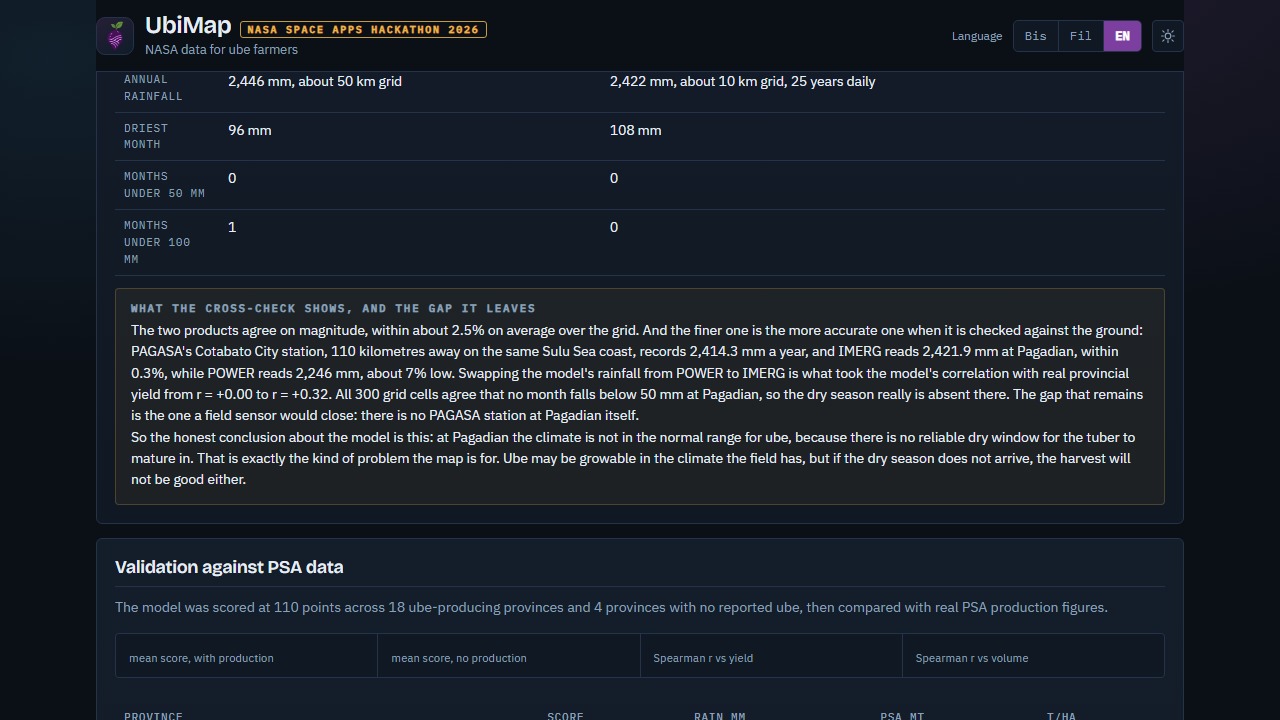 UbiMap NASA SPACE APPS HACKATHON 2026
NASA data for ube farmers
Language Bis Fil EN
ANNUAL RAINFALL 2,446 mm, about 50 km grid 2,422 mm, about 10 km grid, 25 years daily
DRIEST MONTH 96 mm 108 mm
MONTHS UNDER 50 MM 0 0
MONTHS UNDER 100 MM 1 0
WHAT THE CROSS-CHECK SHOWS, AND THE GAP IT LEAVES
The two products agree on magnitude, within about 2.5% on average over the grid. And the finer one is the more accurate one when it is checked against the ground:
PAGASA's Cotabato City station, 110 kilometres away on the same Sulu Sea coast, records 2,414.3 mm a year, and IMERG reads 2,421.9 mm at Pagadian, within
0.3%, while POWER reads 2,246 mm, about 7% low. Swapping the model's rainfall from POWER to IMERG is what took the model's correlation with real provincial
yield from r = +0.00 to r = +0.32. All 300 grid cells agree that no month falls below 50 mm at Pagadian, so the dry season really is absent there. The gap that remains
is the one a field sensor would close: there is no PAGASA station at Pagadian itself.
So the honest conclusion about the model is this: at Pagadian the climate is not in the normal range for ube, because there is no reliable dry window for the tuber to
mature in. That is exactly the kind of problem the map is for. Ube may be growable in the climate the field has, but if the dry season does not arrive, the harvest will
not be good either.
Validation against PSA data
The model was scored at 110 points across 18 ube-producing provinces and 4 provinces with no reported ube, then compared with real PSA production figures.
mean score, with production mean score, no production Spearman r vs yield Spearman r vs volume
PROVINCE SCORE RAIN MM PSA MT T/HA